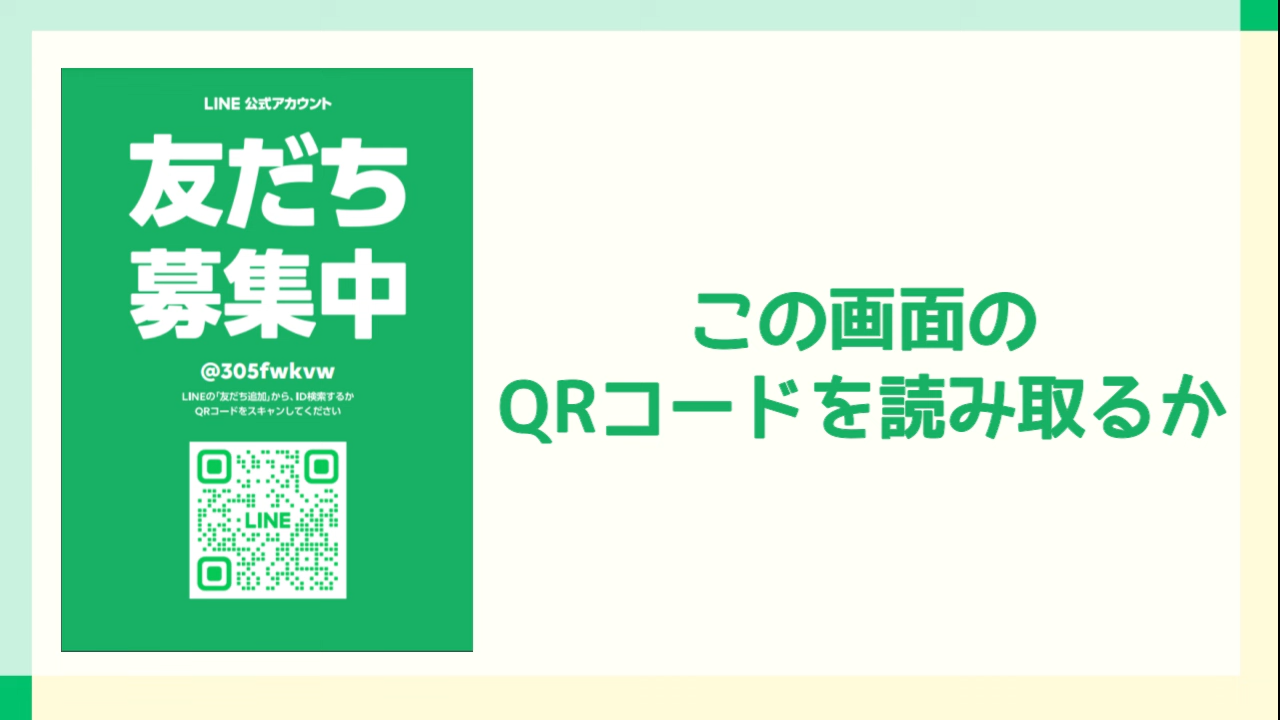 LINE 公式アカウント
友だち
募集中
@305fwkvw
LINEの「友だち追加」から、ID検索するか
QRコードをスキャンしてください
LINE
この画面の
QRコードを読み取るか